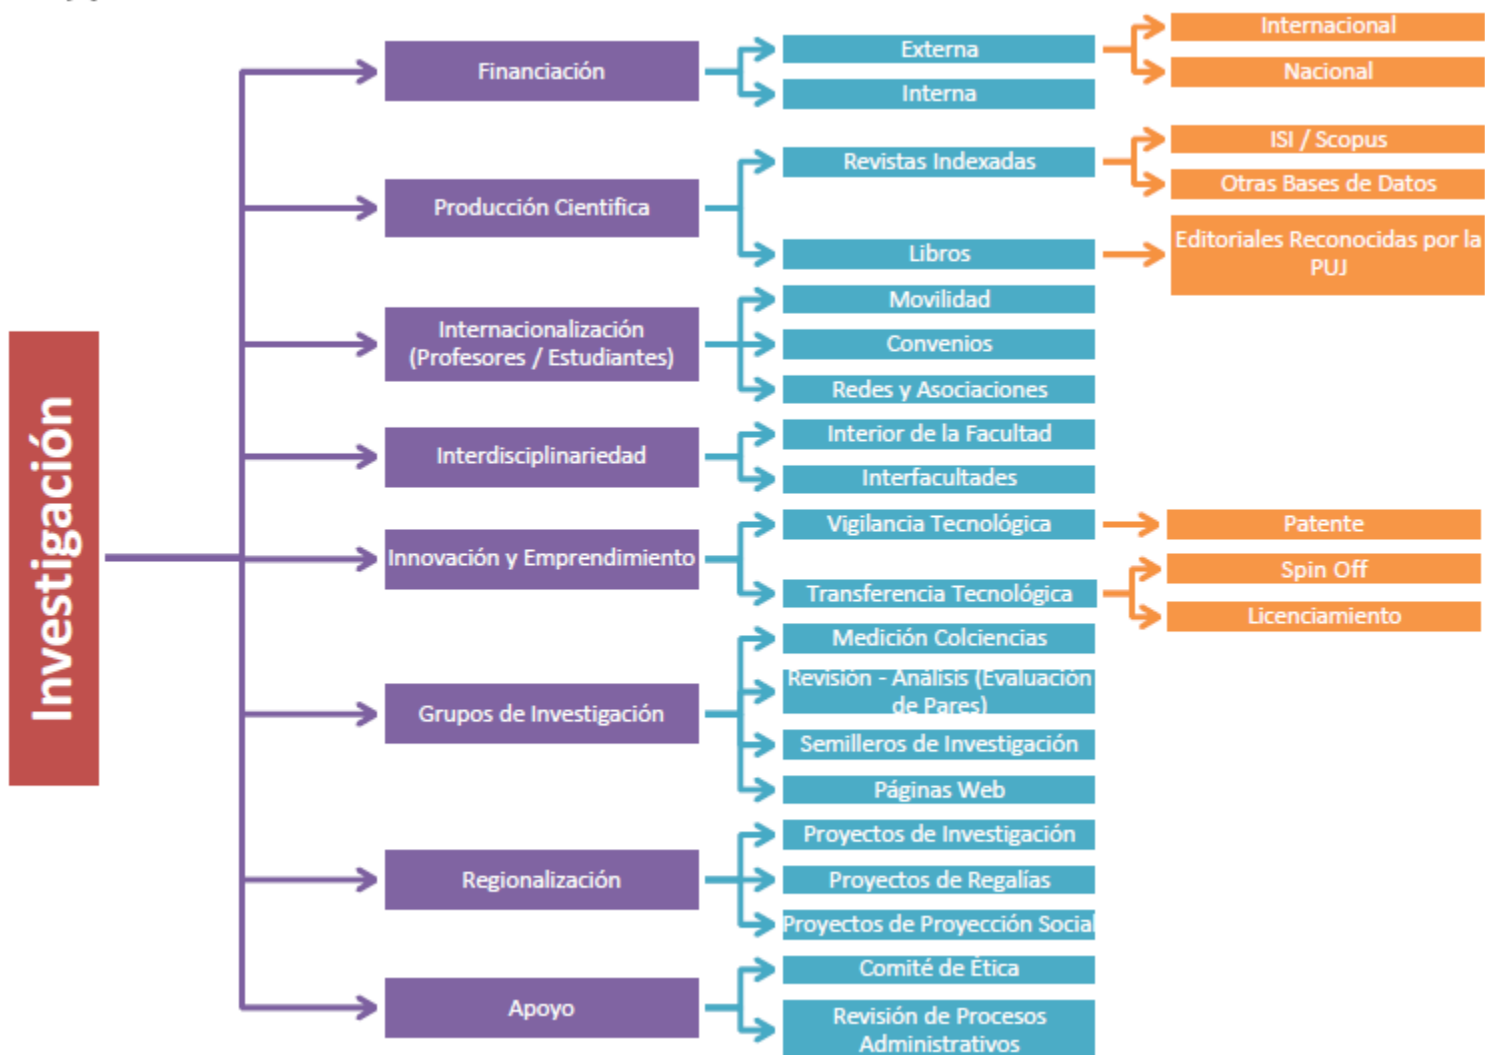 Investigación
Financiación
Externa
Internacional
Nacional
Interna
Producción Cientifica
Revistas Indexadas
ISI / Scopus
Otras Bases de Datos
Libros
Editoriales Reconocidas por la
PUJ
Internacionalización
(Profesores / Estudiantes)
Movilidad
Convenios
Redes y Asociaciones
Interdisciplinariedad
Interior de la Facultad
Interfacultades
Innovación y Emprendimiento
Vigilancia Tecnológica
Patente
Transferencia Tecnológica
Spin Off
Licenciamiento
Grupos de Investigación
Medición Colciencias
Revisión - Análisis (Evaluación
de Pares)
Semilleros de Investigación
Páginas Web
Regionalización
Proyectos de Investigación
Proyectos de Regalías
Proyectos de Proyección Social
Apoyo
Comité de Ética
Revisión de Procesos
Administrativos